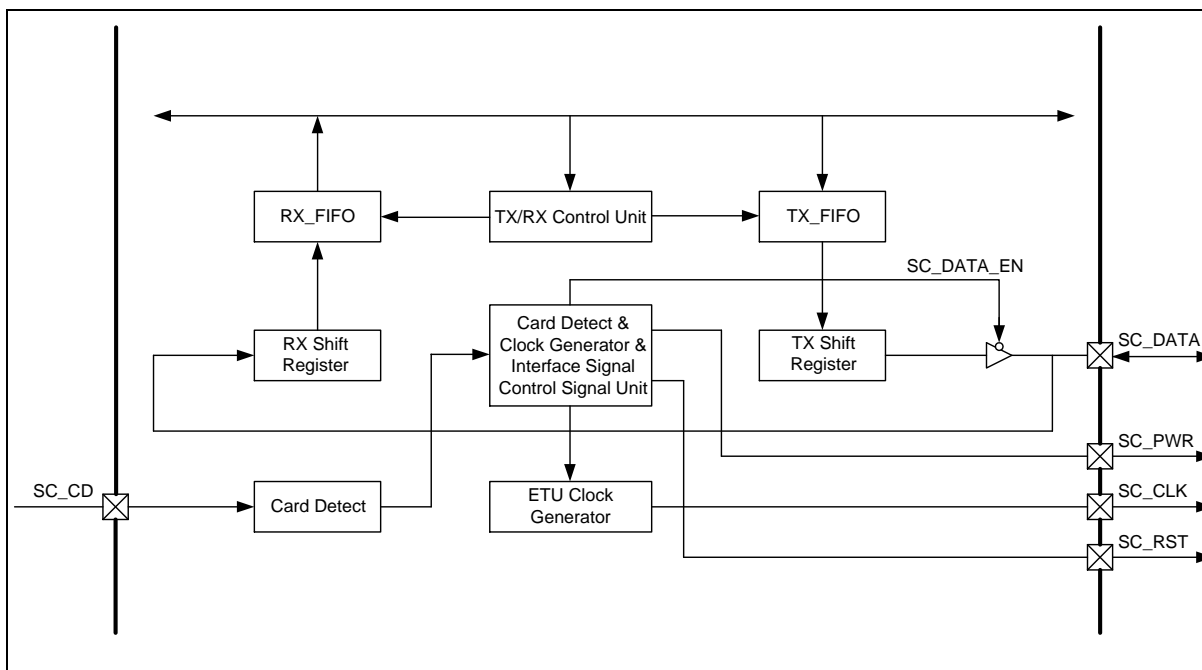 RX_FIFO
TX/RX Control Unit
TX_FIFO
SC_DATA_EN
RX Shift
Register
Card Detect &
Clock Generator &
Interface Signal
Control Signal Unit
TX Shift
Register
SC_DATA
SC_PWR
SC_CD
Card Detect
ETU Clock
Generator
SC_CLK
SC_RST